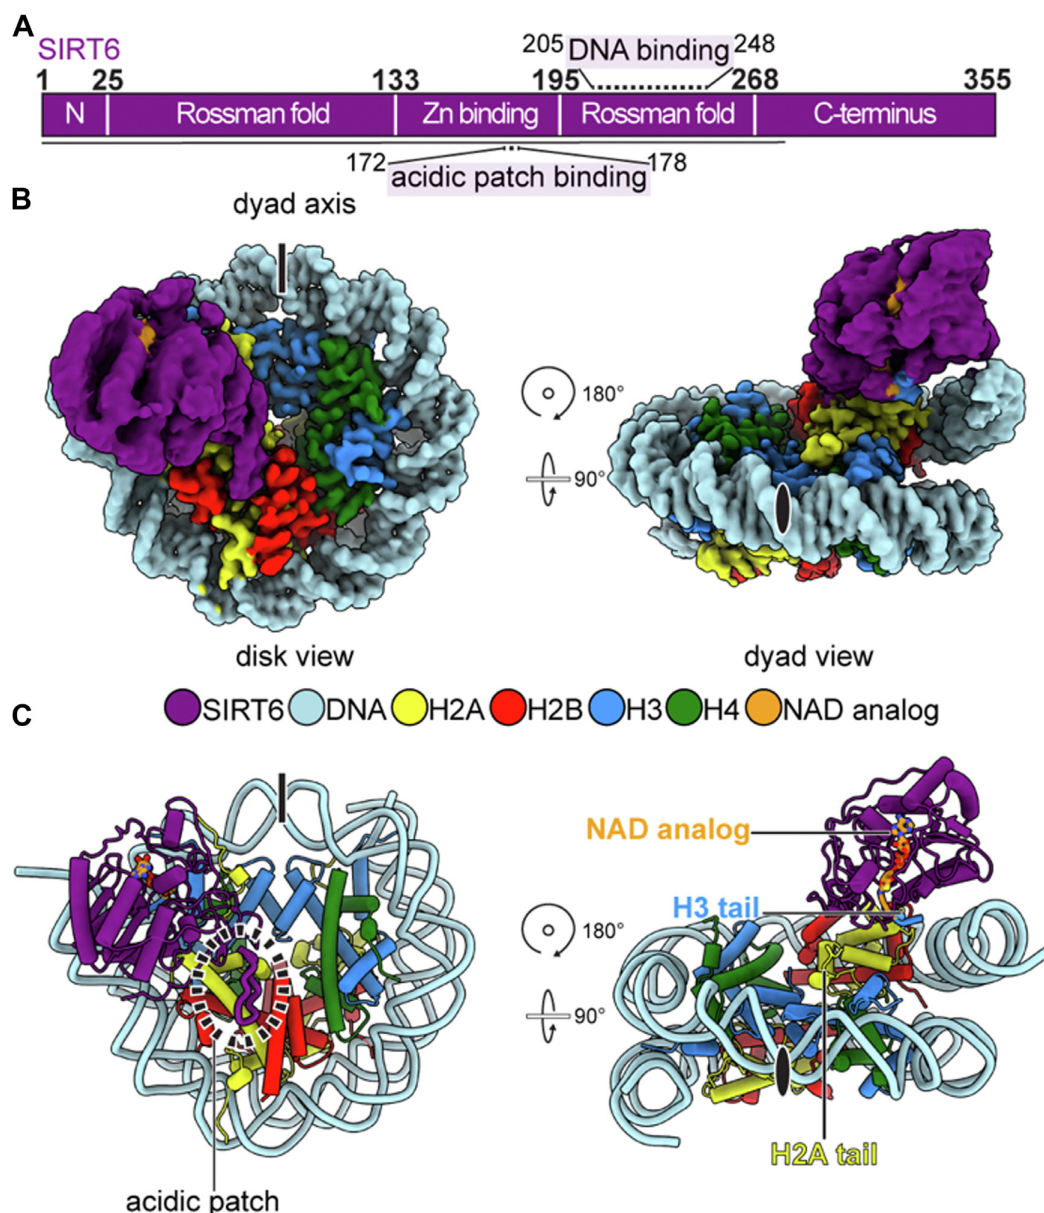 A
SIRT6
205 DNA binding 248
1 25 133 195 268 355
N Rossman fold Zn binding Rossman fold C-terminus
172 acidic patch binding 178
B
dyad axis
180°
90°
disk view
dyad view
SIRT6 DNA H2A H2B H3 H4 NAD analog
C
NAD analog
H3 tail
180°
90°
H2A tail
acidic patch